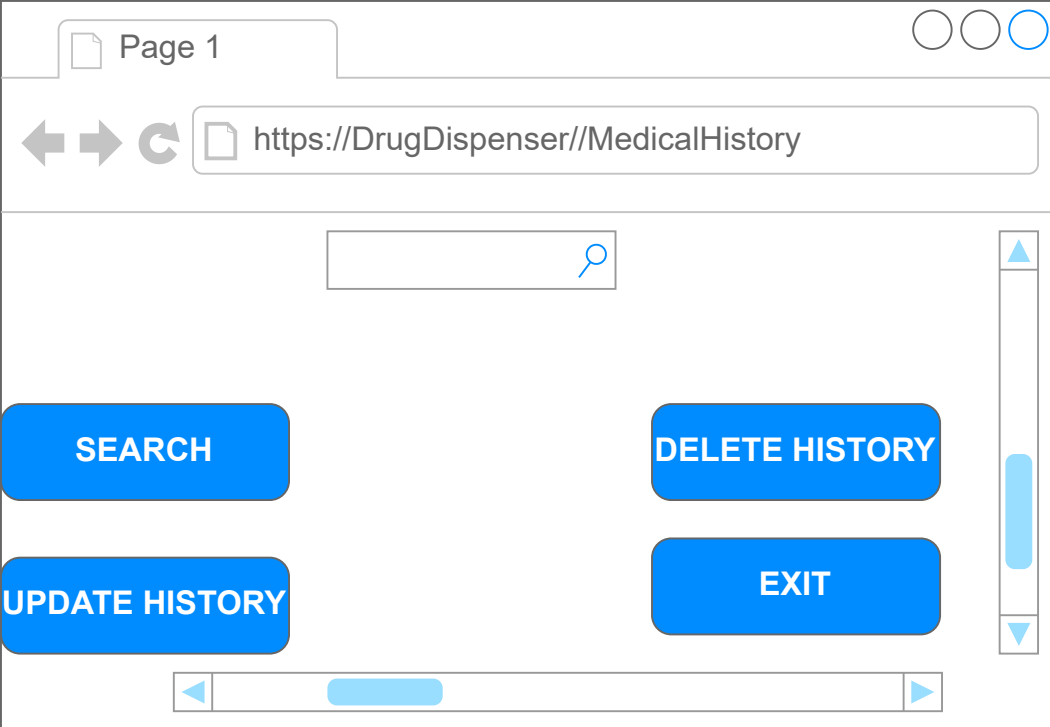 Page 1
https://DrugDispenser//MedicalHistory
SEARCH
DELETE HISTORY
UPDATE HISTORY
EXIT